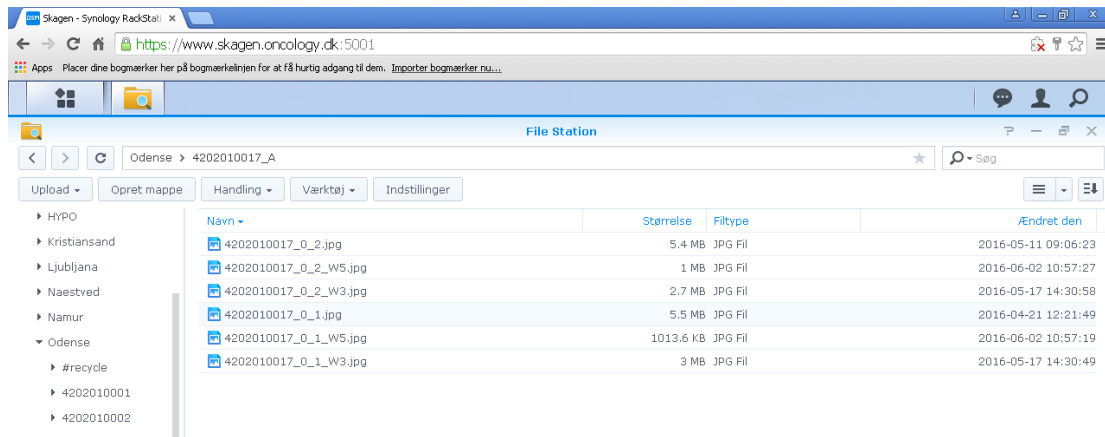 Skagen - Synology RackStati
https://www.skagen.oncology.dk:5001
Apps Placer dine bogmærker her på bogmærkelinjen for at få hurtig adgang til dem. Importer bogmærker nu...
File Station
Odense > 4202010017_A
Søg
Upload Opret mappe Handling Værktøj Indstillinger
HYPO
Kristiansand
Ljubljana
Naestved
Namur
Odense
#recycle
4202010001
4202010002
Navn Størrelse Filtype Ændret den
4202010017_0_2.jpg 5.4 MB JPG Fil 2016-05-11 09:06:23
4202010017_0_2_W5.jpg 1 MB JPG Fil 2016-06-02 10:57:27
4202010017_0_2_W3.jpg 2.7 MB JPG Fil 2016-05-17 14:30:58
4202010017_0_1.jpg 5.5 MB JPG Fil 2016-04-21 12:21:49
4202010017_0_1_W5.jpg 1013.6 KB JPG Fil 2016-06-02 10:57:19
4202010017_0_1_W3.jpg 3 MB JPG Fil 2016-05-17 14:30:49